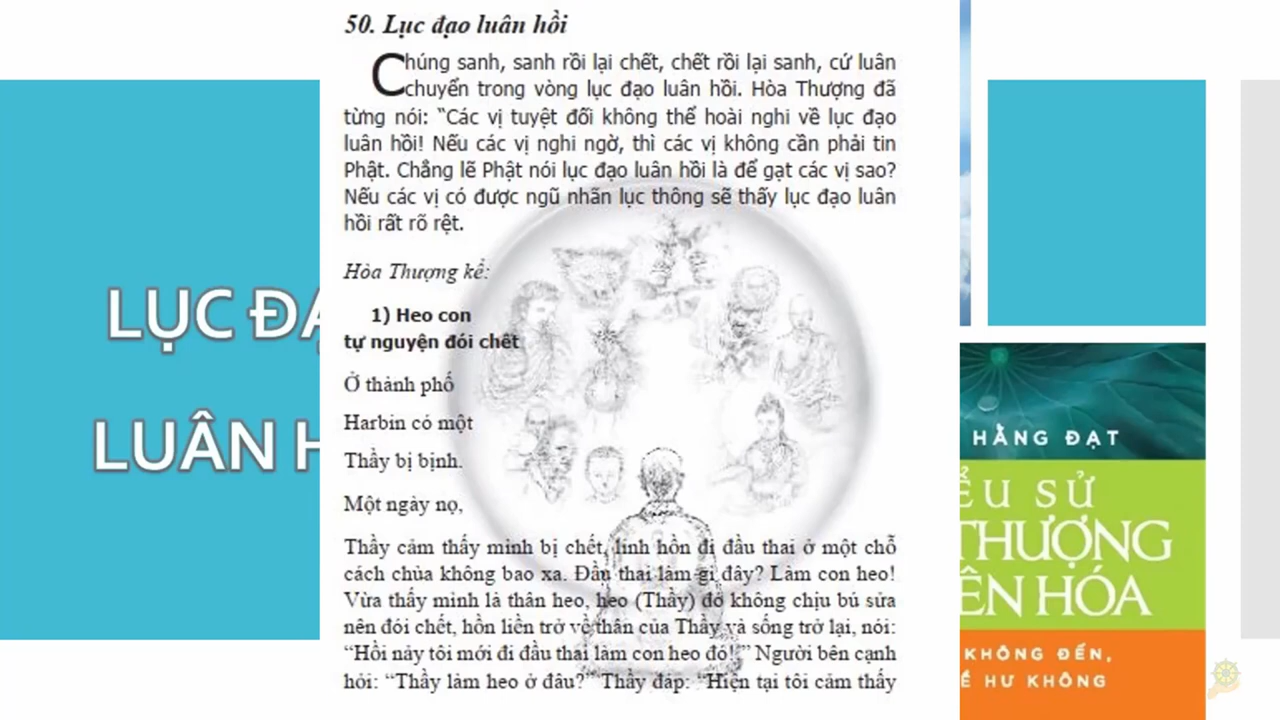 LỤC ĐẠ
LUÂN H
50. Lục đạo luân hồi
Chúng sanh, sanh rồi lại chết, chết rồi lại sanh, cứ luân
chuyển trong vòng lục đạo luân hồi. Hòa Thượng đã
từng nói: “Các vị tuyệt đối không thể hoài nghi về lục đạo
luân hồi! Nếu các vị nghi ngờ, thì các vị không cần phải tin
Phật. Chẳng lẽ Phật nói lục đạo luân hồi là để gạt các vị sao?
Nếu các vị có được ngũ nhãn lục thông sẽ thấy lục đạo luân
hồi rất rõ rệt.
Hòa Thượng kể:
1) Heo con
tự nguyện đói chết
Ở thành phố
Harbin có một
Thầy bị bịnh.
Một ngày nọ,
Thầy cảm thấy mình bị chết, linh hồn đi đầu thai ở một chỗ
cách chùa không bao xa. Đầu thai làm gì đây? Làm con heo!
Vừa thấy mình là thân heo, heo (Thầy) đó không chịu bú sữa
nên đói chết, hồn liền trở về thân của Thầy và sống trở lại, nói:
“Hồi nãy tôi mới đi đầu thai làm con heo đó!” Người bên cạnh
hỏi: “Thầy làm heo ở đâu?” Thầy đáp: “Hiện tại tôi cảm thấy
HẰNG ĐẠT
ỂU SỬ
THƯỢNG
ÊN HÓA
KHÔNG ĐẾN,
Ề HƯ KHÔNG